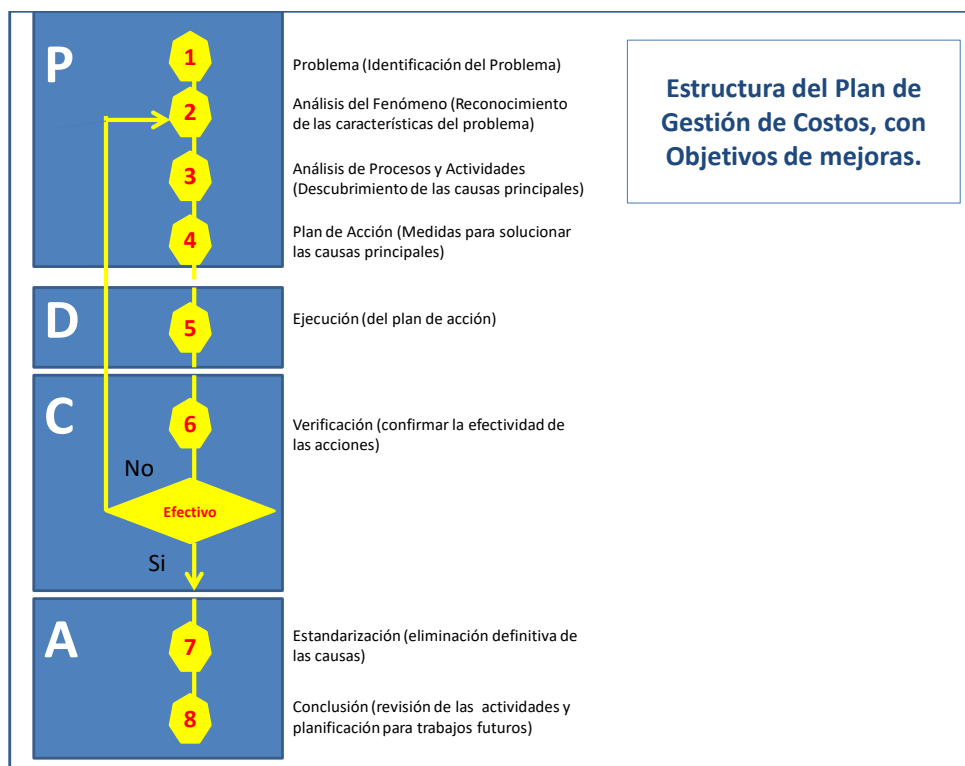 P
1
Problema (Identificación del Problema)
Estructura del Plan de
Gestión de Costos, con
Objetivos de mejoras.
2
Análisis del Fenómeno (Reconocimiento
de las características del problema)
3
Análisis de Procesos y Actividades
(Descubrimiento de las causas principales)
4
Plan de Acción (Medidas para solucionar
las causas principales)
D
5
Ejecución (del plan de acción)
C
6
Verificación (confirmar la efectividad de
las acciones)
No
Efectivo
Si
A
7
Estandarización (eliminación definitiva de
las causas)
8
Conclusión (revisión de las actividades y
planificación para trabajos futuros)